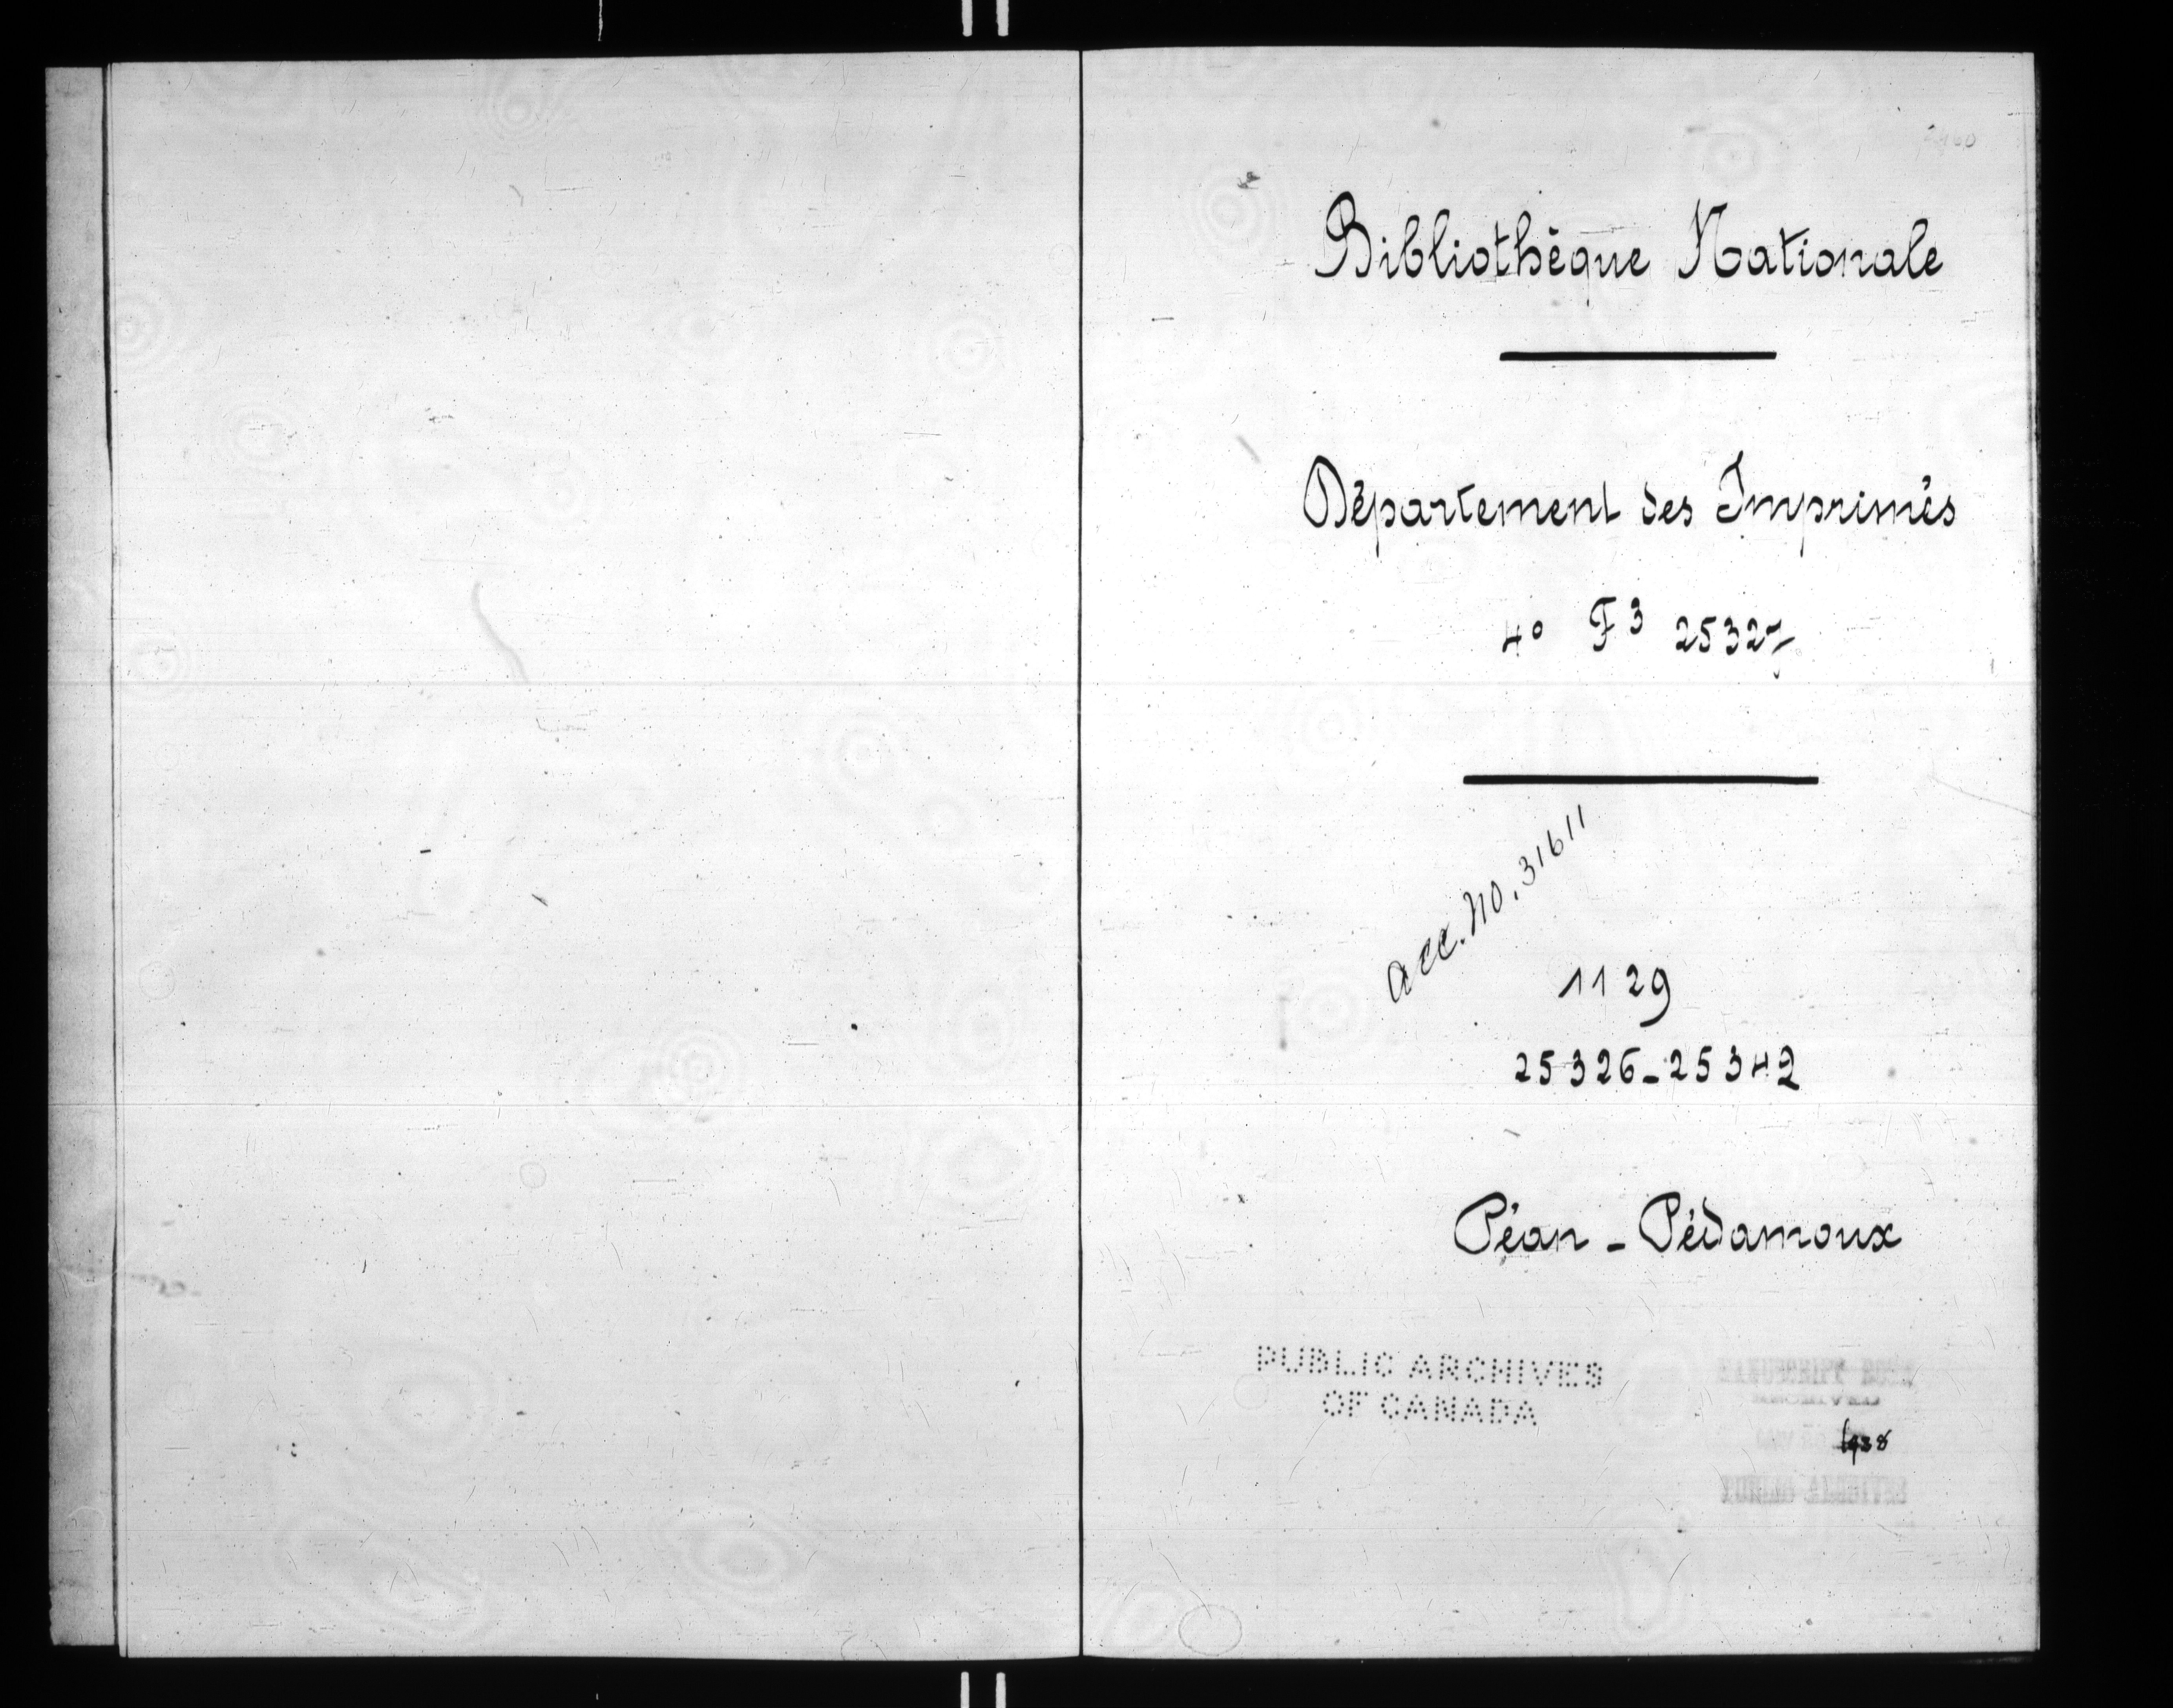 Bibliothèque Nationale
Département des Imprimés
4° F3 25327
Acc. No. 31611
1129
25326-25342
Péan - Pédamoux
PUBLIC ARCHIVES
OF CANADA